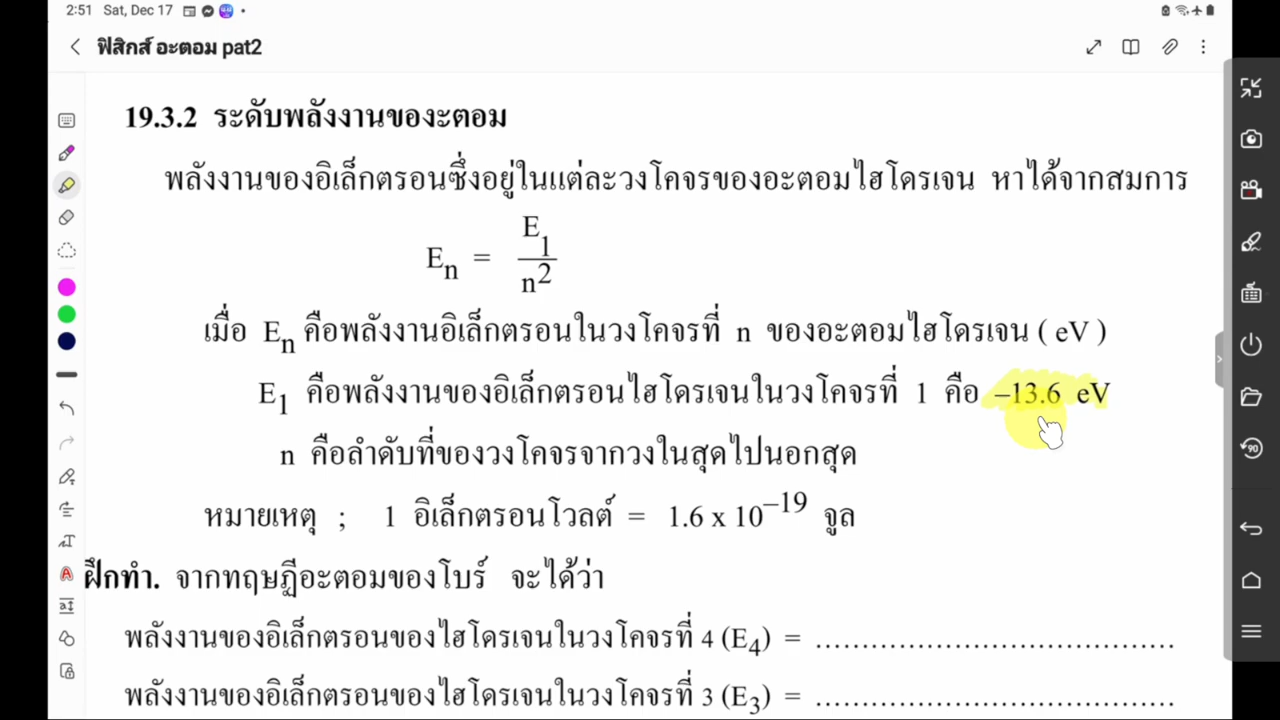 2:51 Sat, Dec 17
ฟิสิกส์ อะตอม pat2
19.3.2 ระดับพลังงานของะตอม
พลังงานของอิเล็กตรอนซึ่งอยู่ในแต่ละวงโคจรของอะตอมไฮโดรเจน หาได้จากสมการ
En = E1/n2
เมื่อ En คือพลังงานอิเล็กตรอนในวงโคจรที่ n ของอะตอมไฮโดรเจน ( eV )
E1 คือพลังงานของอิเล็กตรอนไฮโดรเจนในวงโคจรที่ 1 คือ –13.6 eV
n คือลำดับที่ของวงโคจรจากวงในสุดไปนอกสุด
หมายเหตุ ; 1 อิเล็กตรอนโวลต์ = 1.6 x 10–19 จูล
ฝึกทำ. จากทฤษฏีอะตอมของโบร์ จะได้ว่า
พลังงานของอิเล็กตรอนของไฮโดรเจนในวงโคจรที่ 4 (E4) = .......................................
พลังงานของอิเล็กตรอนของไฮโดรเจนในวงโคจรที่ 3 (E3) = .......................................
90